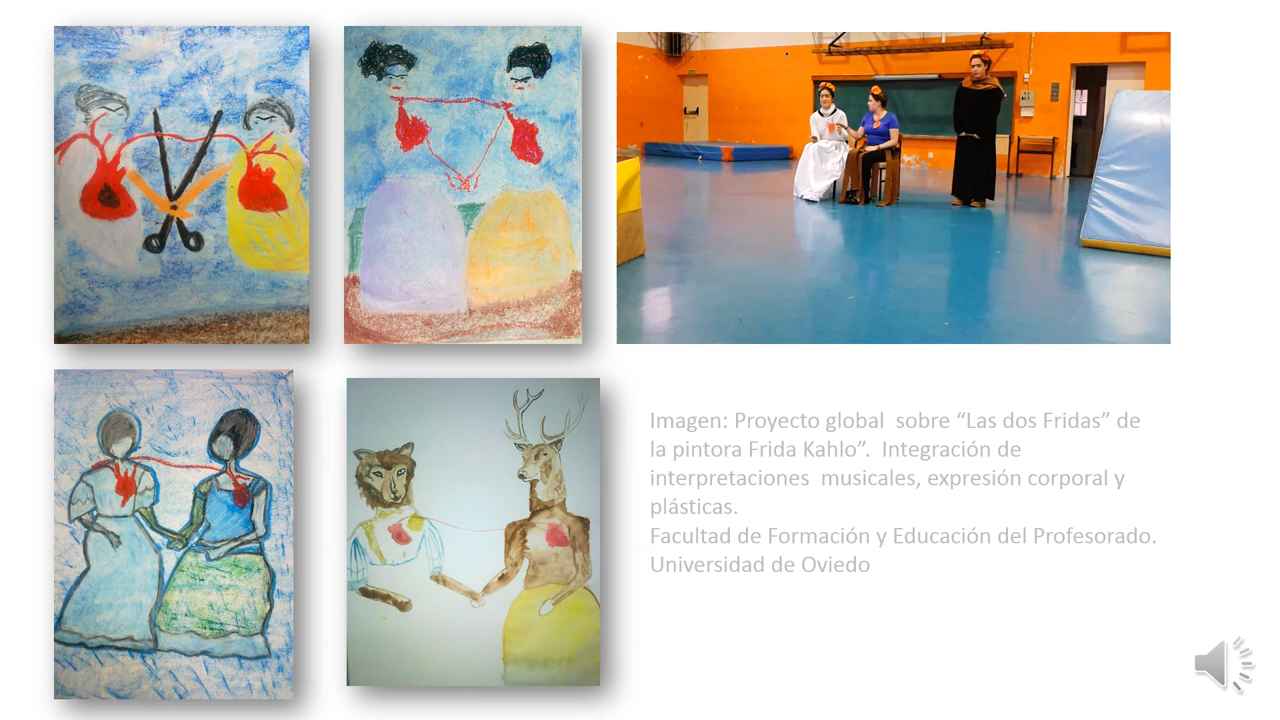 Imagen: Proyecto global  sobre “Las dos Fridas” de
la pintora Frida Kahlo”.  Integración de
interpretaciones  musicales, expresión corporal y
plásticas.
Facultad de Formación y Educación del Profesorado.
Universidad de Oviedo